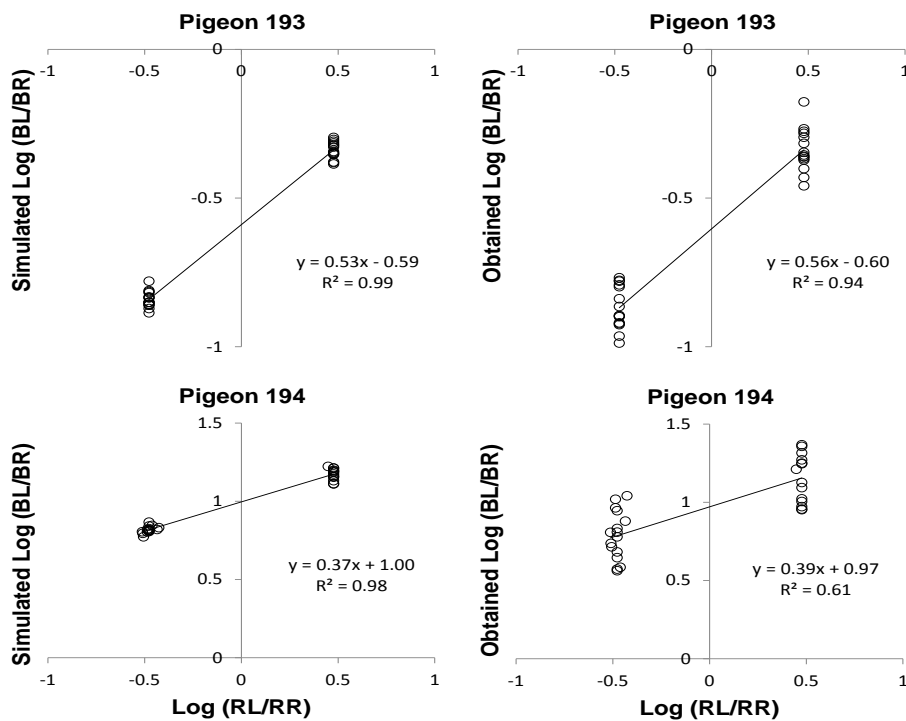 Pigeon 193
Simulated Log (BL/BR)
0
-1
-0.5
0
0.5
1
-0.5
-1
y = 0.53x - 0.59
R² = 0.99
Pigeon 193
Obtained Log (BL/BR)
0
-1
-0.5
0
0.5
1
-0.5
-1
y = 0.56x - 0.60
R² = 0.94
Pigeon 194
Simulated Log (BL/BR)
1.5
1
0.5
0
y = 0.37x + 1.00
R² = 0.98
-1
-0.5
0
0.5
1
Log (RL/RR)
Pigeon 194
Obtained Log (BL/BR)
1.5
1
0.5
0
y = 0.39x + 0.97
R² = 0.61
-1
-0.5
0
0.5
1
Log (RL/RR)